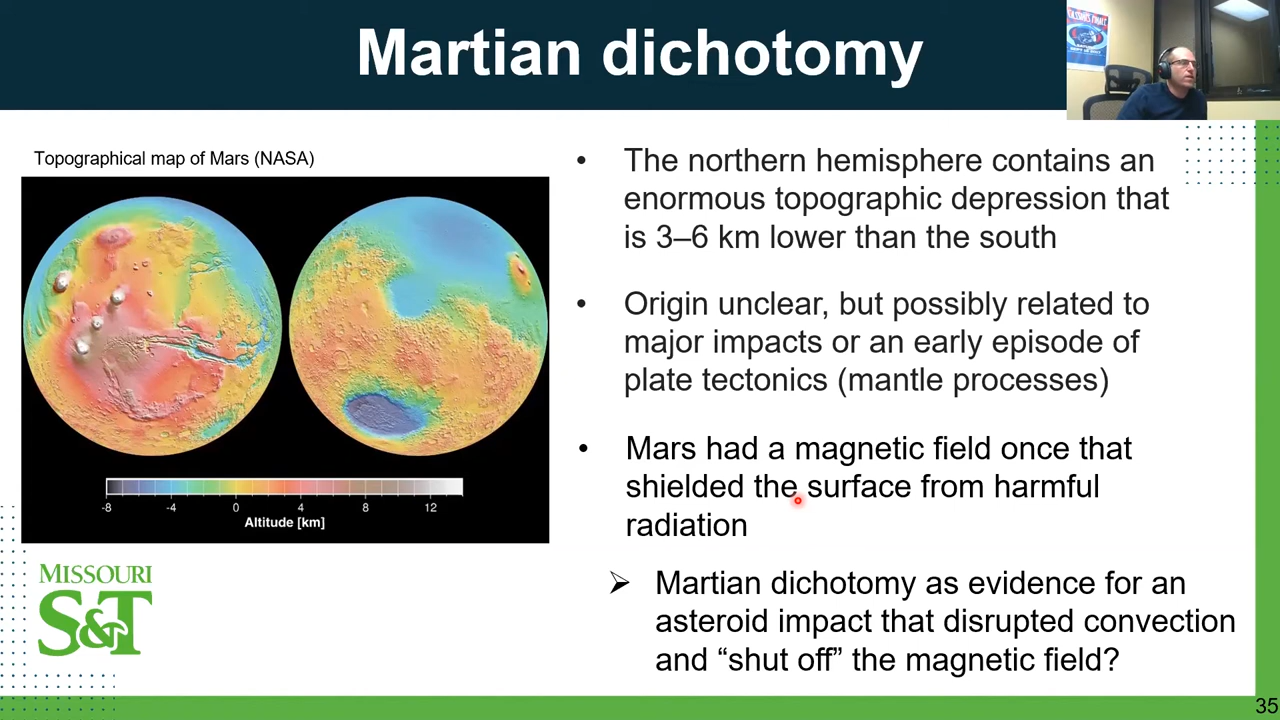 Martian dichotomy
Topographical map of Mars (NASA)
-8 -4 0 4 8 12
Altitude [km]
MISSOURI
S&T
• The northern hemisphere contains an
enormous topographic depression that
is 3–6 km lower than the south
• Origin unclear, but possibly related to
major impacts or an early episode of
plate tectonics (mantle processes)
• Mars had a magnetic field once that
shielded the surface from harmful
radiation
➢ Martian dichotomy as evidence for an
asteroid impact that disrupted convection
and “shut off” the magnetic field?
35